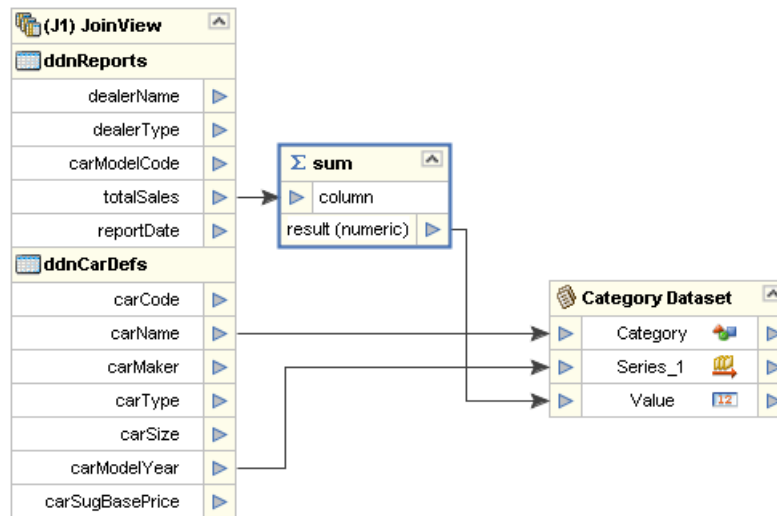 (J1) JoinView
ddnReports
dealerName
dealerType
carModelCode
totalSales
reportDate
ddnCarDefs
carCode
carName
carMaker
carType
carSize
carModelYear
carSugBasePrice
Σ sum
column
result (numeric)
Category Dataset
Category
Series_1
Value 12